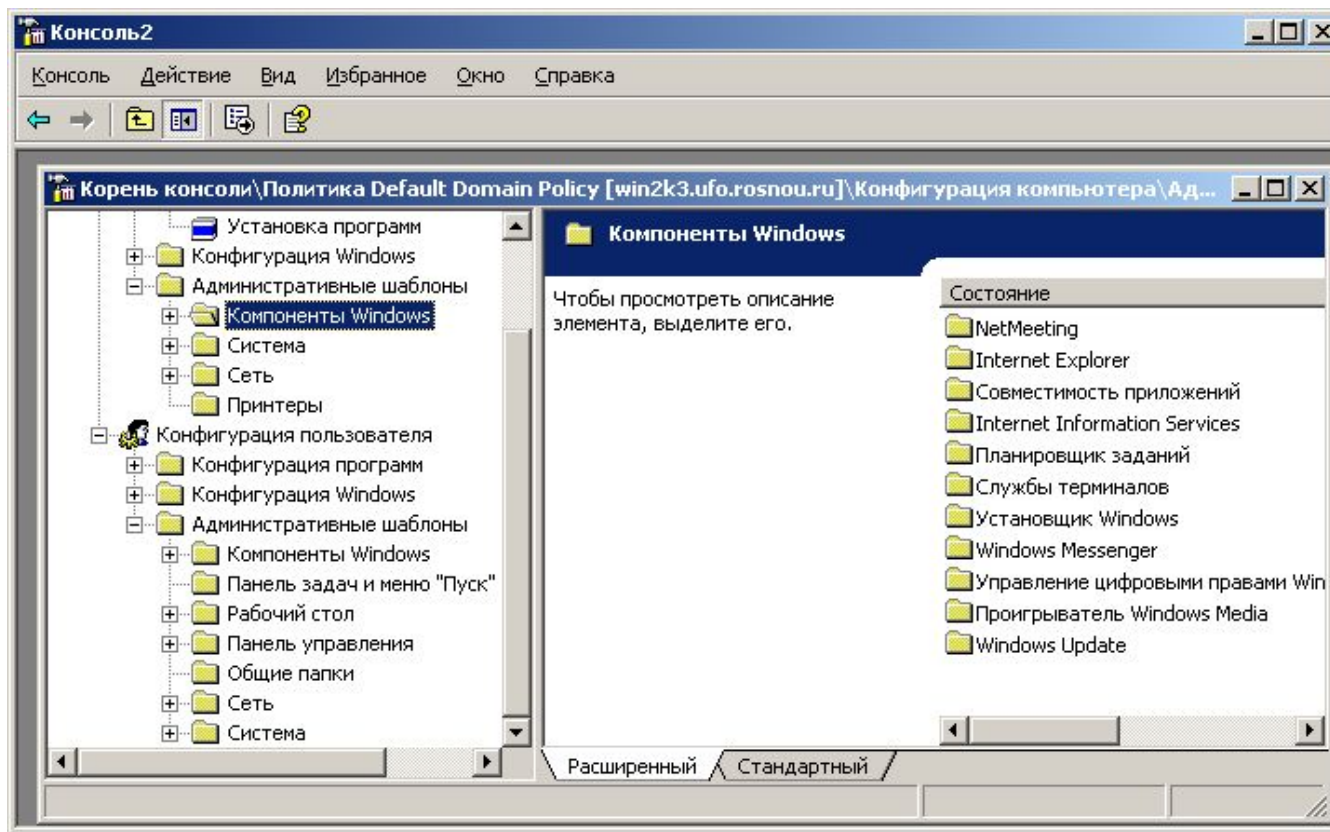 Консоль2
Консоль Действие Вид Избранное Окно Справка
Корень консоли\Политика Default Domain Policy [win2k3.ufo.rosnou.ru]\Конфигурация компьютера\Ад...
Установка программ
Конфигурация Windows
Административные шаблоны
Компоненты Windows
Система
Сеть
Принтеры
Конфигурация пользователя
Конфигурация программ
Конфигурация Windows
Административные шаблоны
Компоненты Windows
Панель задач и меню "Пуск"
Рабочий стол
Панель управления
Общие папки
Сеть
Система
Компоненты Windows
Чтобы просмотреть описание
элемента, выделите его.
Состояние
NetMeeting
Internet Explorer
Совместимость приложений
Internet Information Services
Планировщик заданий
Службы терминалов
Установщик Windows
Windows Messenger
Управление цифровыми правами Win
Проигрыватель Windows Media
Windows Update
Расширенный Стандартный